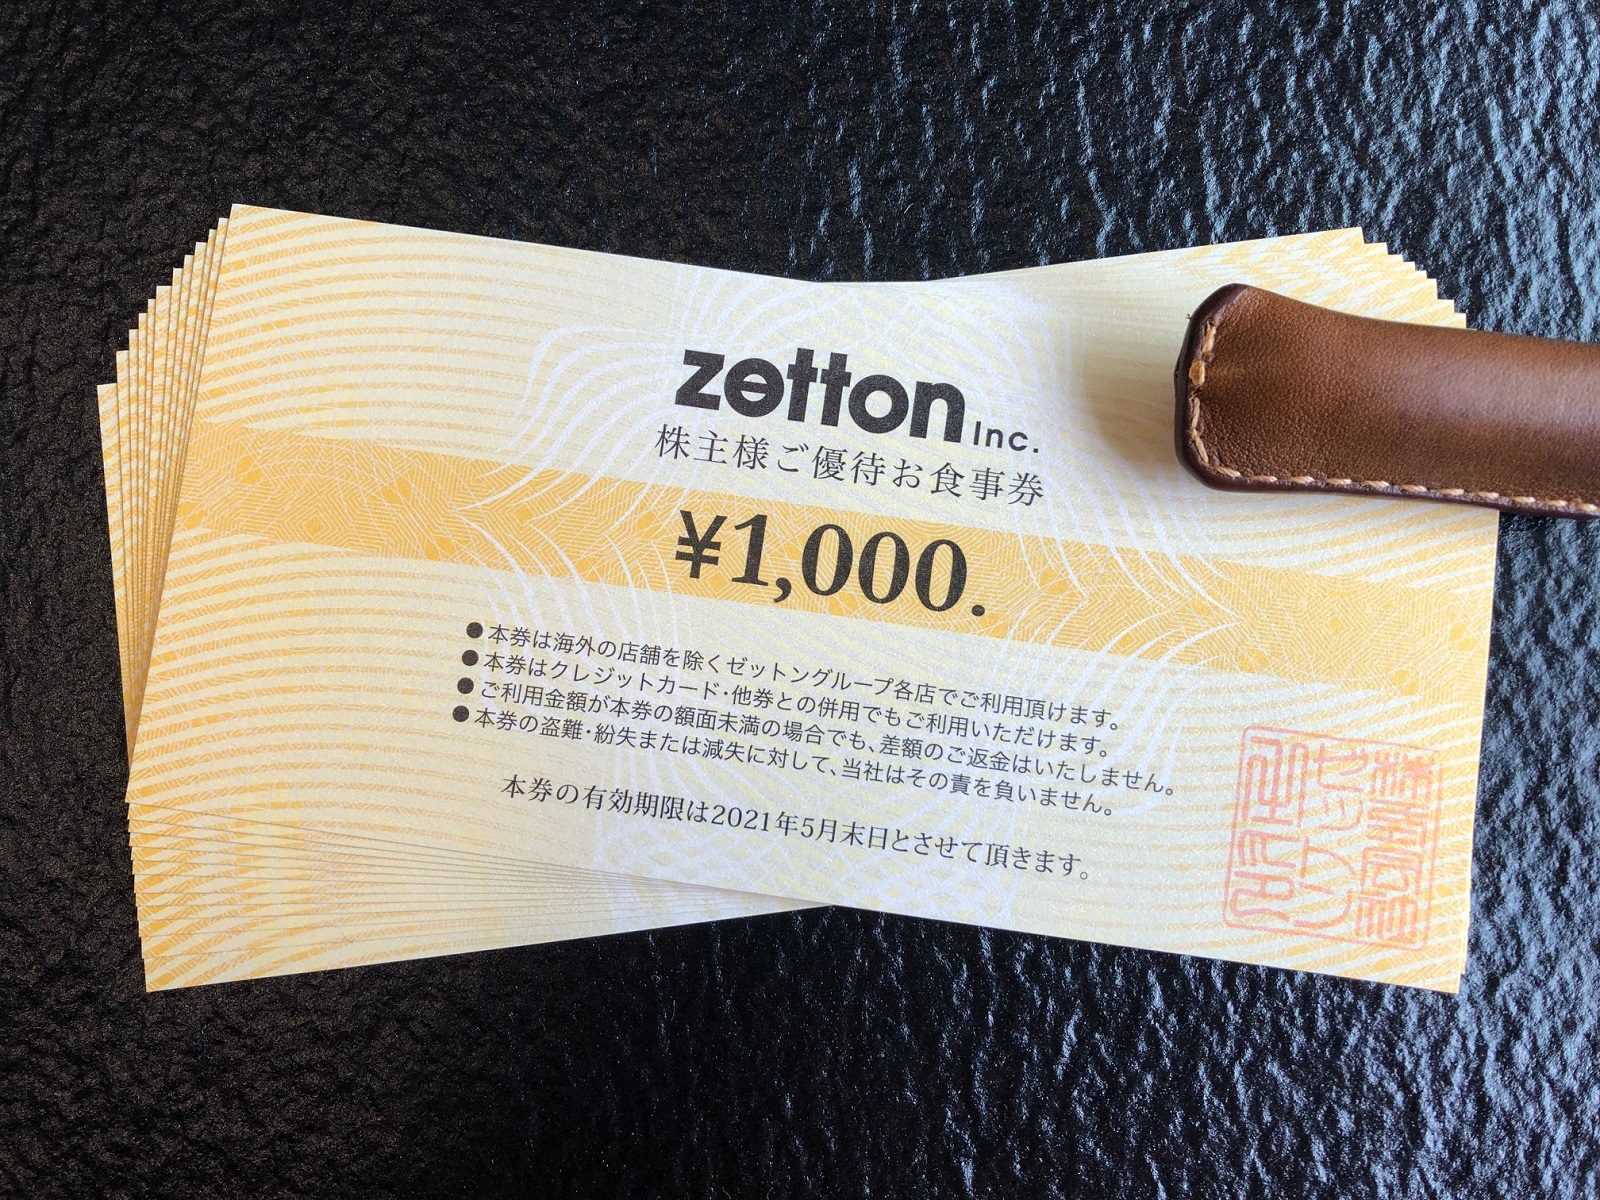 zetton Inc.
株主様ご優待お食事券
¥1,000.
●本券は海外の店舗を除くゼットングループ各店でご利用頂けます。
●本券はクレジットカード・他券との併用でもご利用いただけます。
●ご利用金額が本券の額面未満の場合でも、差額のご返金はいたしません。
●本券の盗難・紛失または減失に対して、当社はその責を負いません。
本券の有効期限は2021年5月末日とさせて頂きます。
株式会社
ゼットン